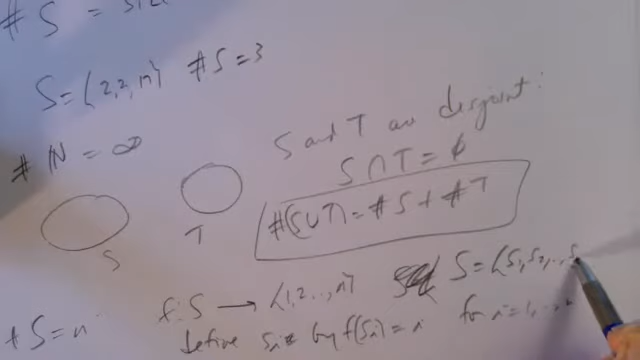 # S = size
S = {2, 2, π} #S = 3
# ℕ = ∞
S and T are disjoint:
S ∩ T = ∅
#(S ∪ T) = #S + #T
S
T
# S = n f: S → {1, 2, .., n} S = {s₁, s₂, .., s
define sᵢ by f(sᵢ) = i for i = 1, .., n